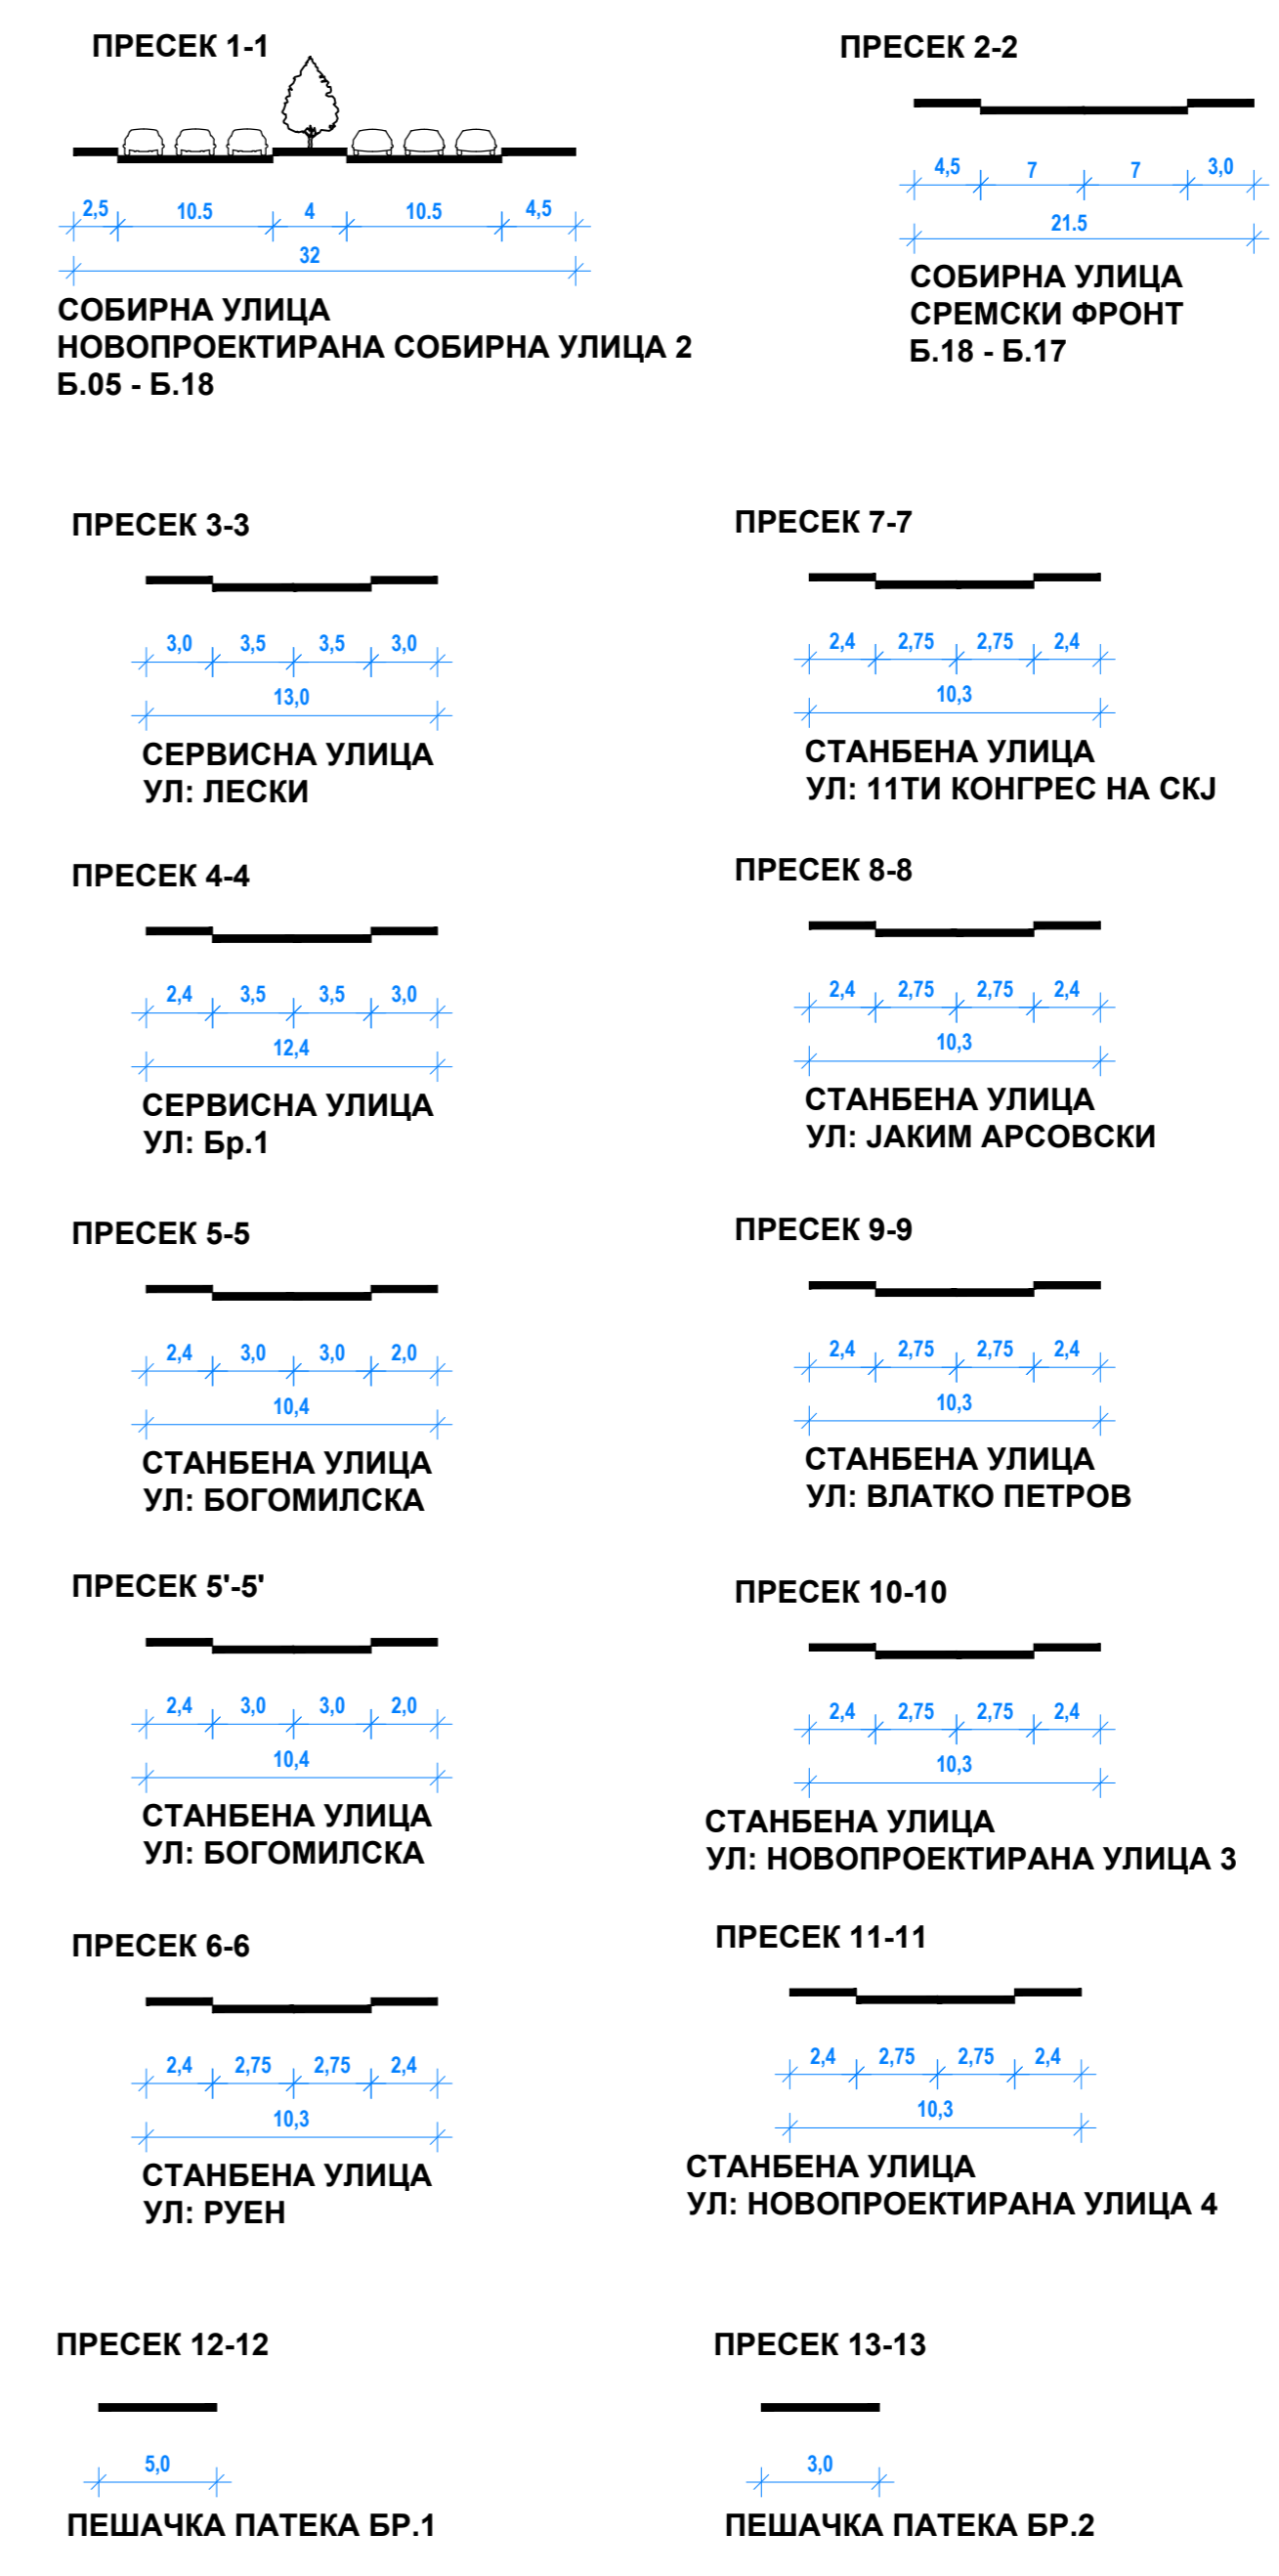 ПРЕСЕК 1-1
2,5 10.5 4 10.5 4,5
32
СОБИРНА УЛИЦА
НОВОПРОЕКТИРАНА СОБИРНА УЛИЦА 2
Б.05 - Б.18
ПРЕСЕК 2-2
4,5 7 7 3,0
21.5
СОБИРНА УЛИЦА
СРЕМСКИ ФРОНТ
Б.18 - Б.17
ПРЕСЕК 3-3
3,0 3,5 3,5 3,0
13,0
СЕРВИСНА УЛИЦА
УЛ: ЛЕСКИ
ПРЕСЕК 7-7
2,4 2,75 2,75 2,4
10,3
СТАНБЕНА УЛИЦА
УЛ: 11ТИ КОНГРЕС НА СКЈ
ПРЕСЕК 4-4
2,4 3,5 3,5 3,0
12,4
СЕРВИСНА УЛИЦА
УЛ: Бр.1
ПРЕСЕК 8-8
2,4 2,75 2,75 2,4
10,3
СТАНБЕНА УЛИЦА
УЛ: ЈАКИМ АРСОВСКИ
ПРЕСЕК 5-5
2,4 3,0 3,0 2,0
10,4
СТАНБЕНА УЛИЦА
УЛ: БОГОМИЛСКА
ПРЕСЕК 9-9
2,4 2,75 2,75 2,4
10,3
СТАНБЕНА УЛИЦА
УЛ: ВЛАТКО ПЕТРОВ
ПРЕСЕК 5'-5'
2,4 3,0 3,0 2,0
10,4
СТАНБЕНА УЛИЦА
УЛ: БОГОМИЛСКА
ПРЕСЕК 10-10
2,4 2,75 2,75 2,4
10,3
СТАНБЕНА УЛИЦА
УЛ: НОВОПРОЕКТИРАНА УЛИЦА 3
ПРЕСЕК 6-6
2,4 2,75 2,75 2,4
10,3
СТАНБЕНА УЛИЦА
УЛ: РУЕН
ПРЕСЕК 11-11
2,4 2,75 2,75 2,4
10,3
СТАНБЕНА УЛИЦА
УЛ: НОВОПРОЕКТИРАНА УЛИЦА 4
ПРЕСЕК 12-12
5,0
ПЕШАЧКА ПАТЕКА БР.1
ПРЕСЕК 13-13
3,0
ПЕШАЧКА ПАТЕКА БР.2